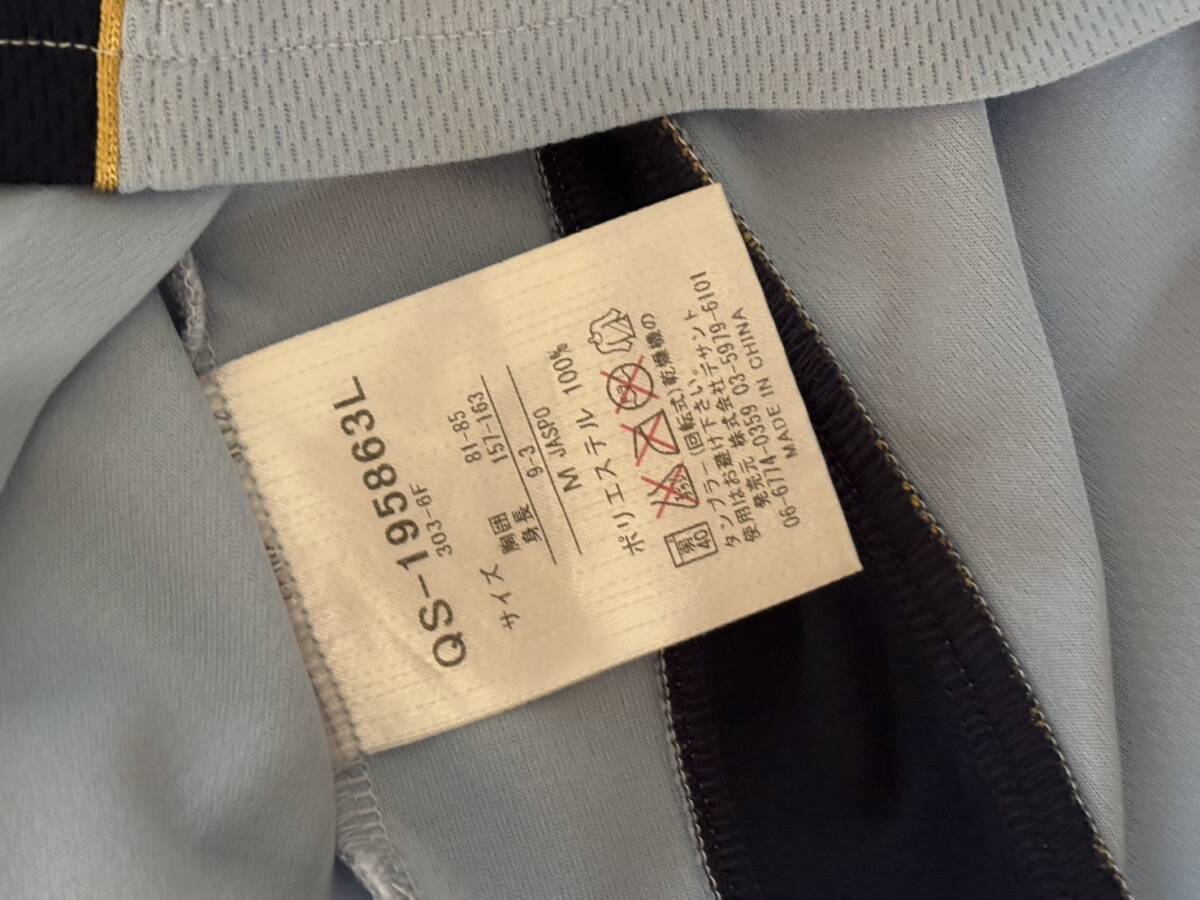 QS-195863L
303-8F
サイズ
胸囲 81-85
身長 157-163
9-3
M JASPO
ポリエステル 100%
40
タンブラー(回転式)乾燥機の
使用はお避け下さい。
発売元 株式会社デサント
06-6774-0359 03-5979-6101
MADE IN CHINA